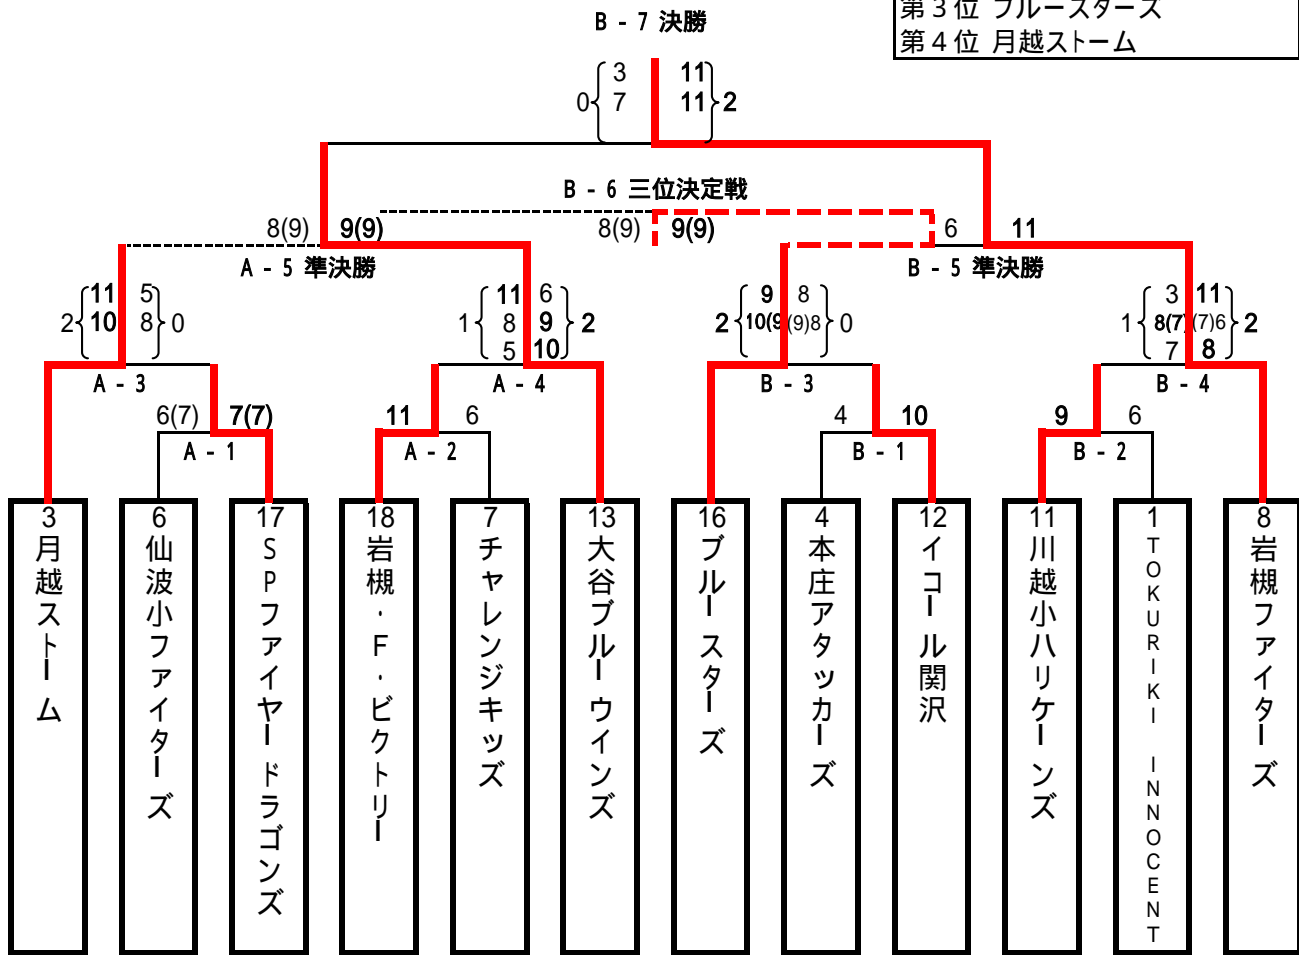 第３位 ブルースターズ
第４位 月越ストーム
B - 7 決勝
3 11
0 7 11 2
B - 6 三位決定戦
8(9) 9(9) 8(9) 9(9) 6 11
A - 5 準決勝 B - 5 準決勝
11 5 11 6 9 8 3 11
2 10 8 0 1 8 9 2 2 10(9 (9)8 0 1 8(7) (7)6 2
5 10 7 8
A - 3 A - 4 B - 3 B - 4
6(7) 7(7) 11 6 4 10 9 6
A - 1 A - 2 B - 1 B - 2
3 月越ストーム
6 仙波小ファイターズ
17 SPファイヤードラゴンズ
18 岩槻・F・ビクトリー
7 チャレンジキッズ
13 大谷ブルーウインズ
16 ブルースターズ
4 本庄アタッカーズ
12 イコール関沢
11 川越小ハリケーンズ
1 TOKURIKI INNOCENT
8 岩槻ファイターズ